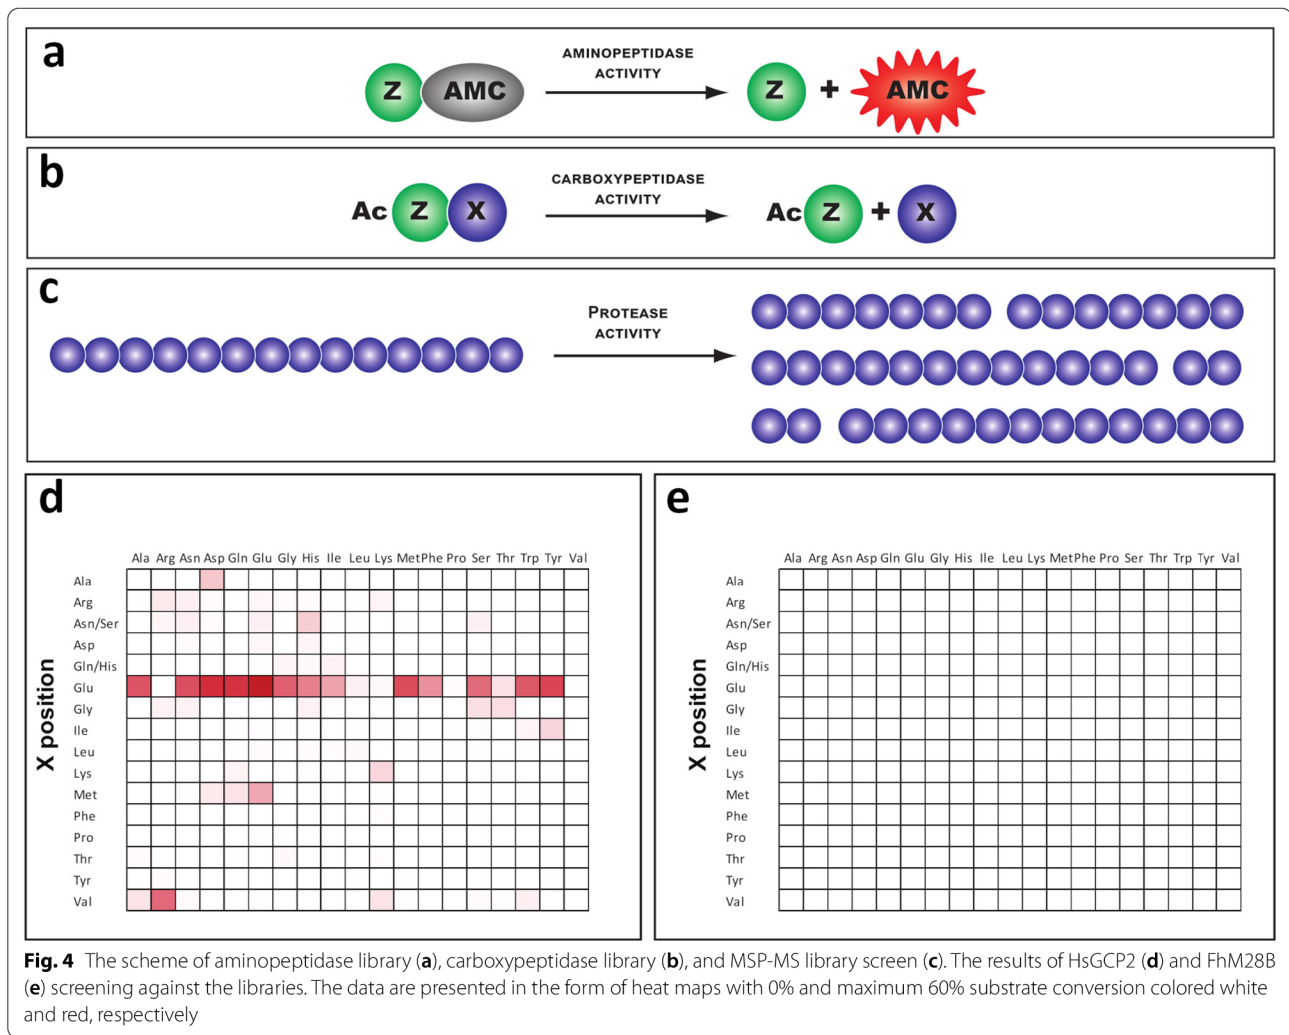 a
AMINOPEPTIDASE
ACTIVITY
Z AMC Z + AMC
b
CARBOXYPEPTIDASE
ACTIVITY
Ac Z X Ac Z + X
c
PROTEASE
ACTIVITY
d
Ala Arg Asn Asp Gln Glu Gly His Ile Leu Lys Met Phe Pro Ser Thr Trp Tyr Val
X position
Ala
Arg
Asn/Ser
Asp
Gln/His
Glu
Gly
Ile
Leu
Lys
Met
Phe
Pro
Thr
Tyr
Val
e
Ala Arg Asn Asp Gln Glu Gly His Ile Leu Lys Met Phe Pro Ser Thr Trp Tyr Val
X position
Ala
Arg
Asn/Ser
Asp
Gln/His
Glu
Gly
Ile
Leu
Lys
Met
Phe
Pro
Thr
Tyr
Val
Fig. 4 The scheme of aminopeptidase library (a), carboxypeptidase library (b), and MSP-MS library screen (c). The results of HsGCP2 (d) and FhM28B
(e) screening against the libraries. The data are presented in the form of heat maps with 0% and maximum 60% substrate conversion colored white
and red, respectively